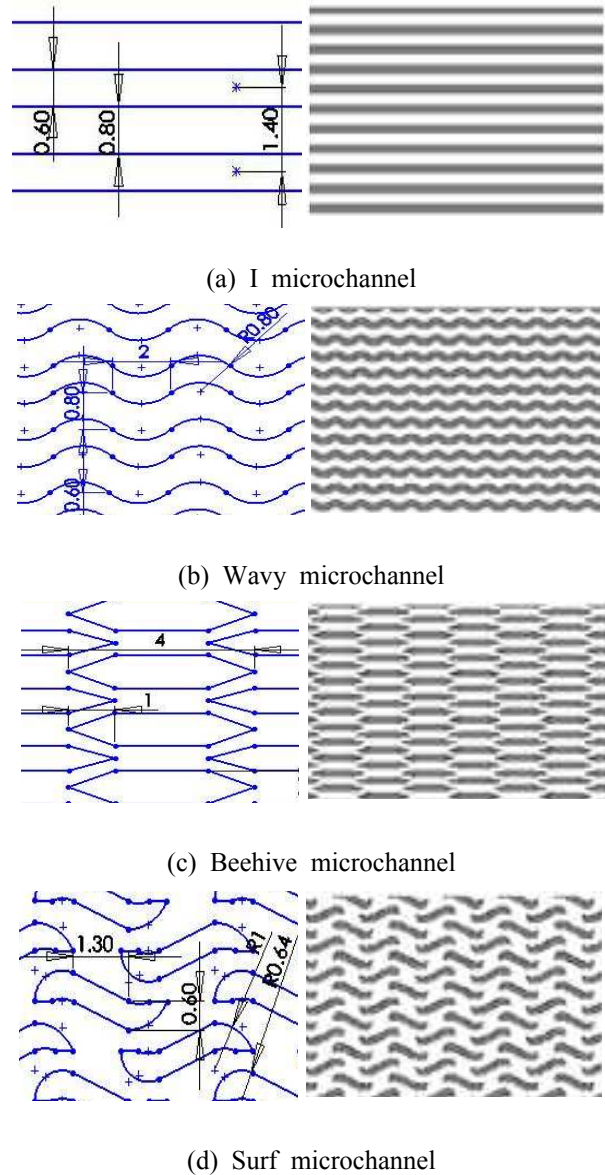 0.60
0.80
1.40
(a) I microchannel
2
R0.80
0.80
0.60
(b) Wavy microchannel
4
1
(c) Beehive microchannel
1.30
0.60
R1
R0.64
(d) Surf microchannel